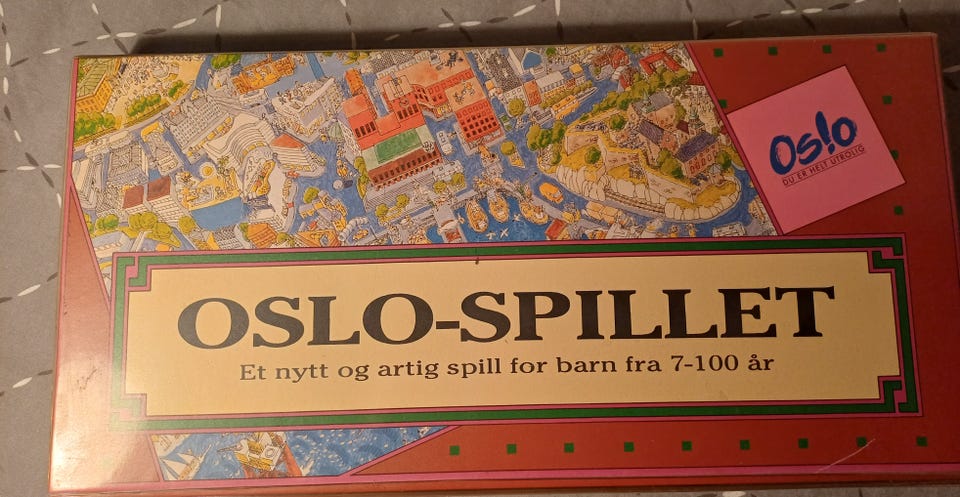 Os!o
DU ER HELT UTROLIG
OSLO-SPILLET
Et nytt og artig spill for barn fra 7-100 år